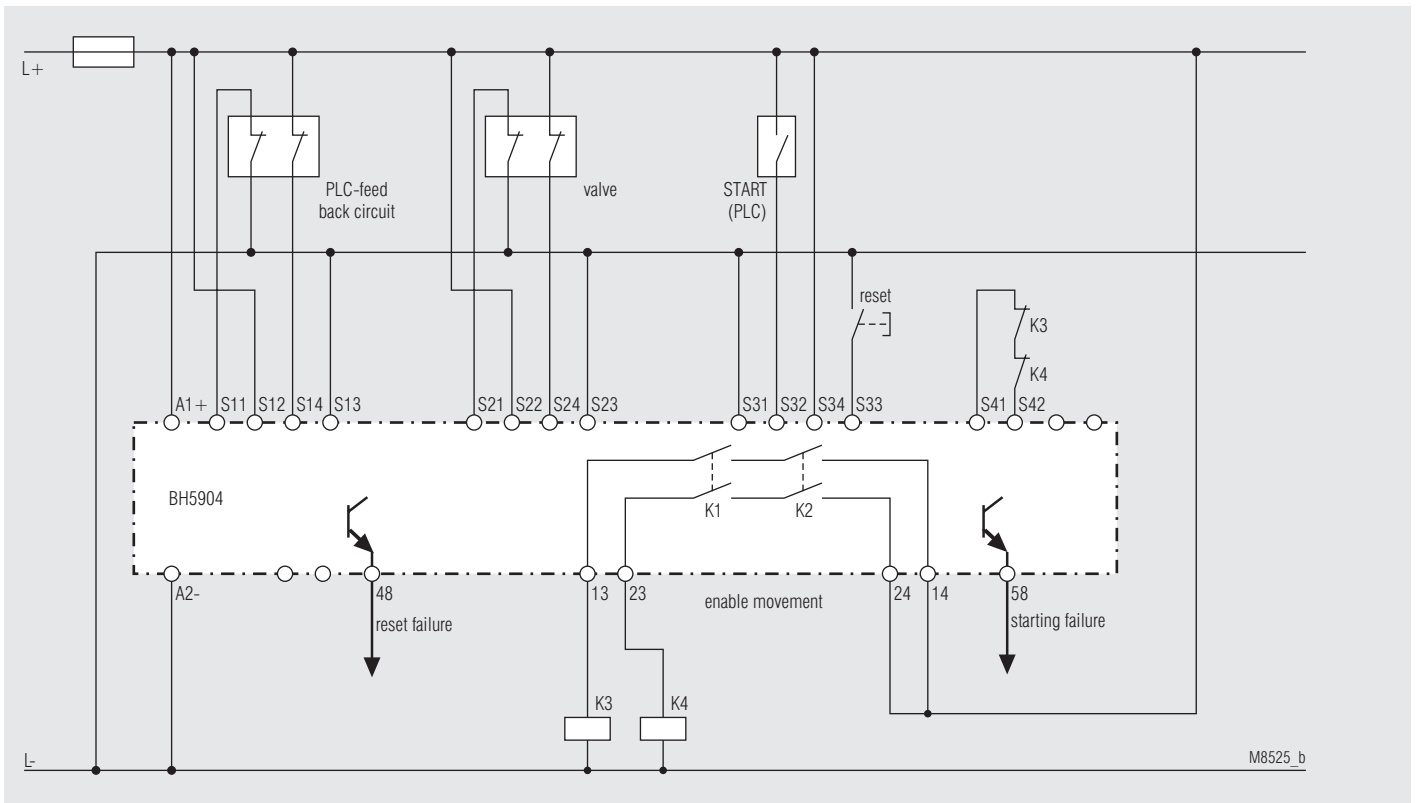 L+
PLC-feed
back circuit
valve
START
(PLC)
reset
K3
K4
A1+ S11 S12 S14 S13 S21 S22 S24 S23 S31 S32 S34 S33 S41 S42
BH5904
K1 K2
A2- 48 13 23 enable movement 24 14 58
reset failure
starting failure
K3 K4
L-
M8525_b